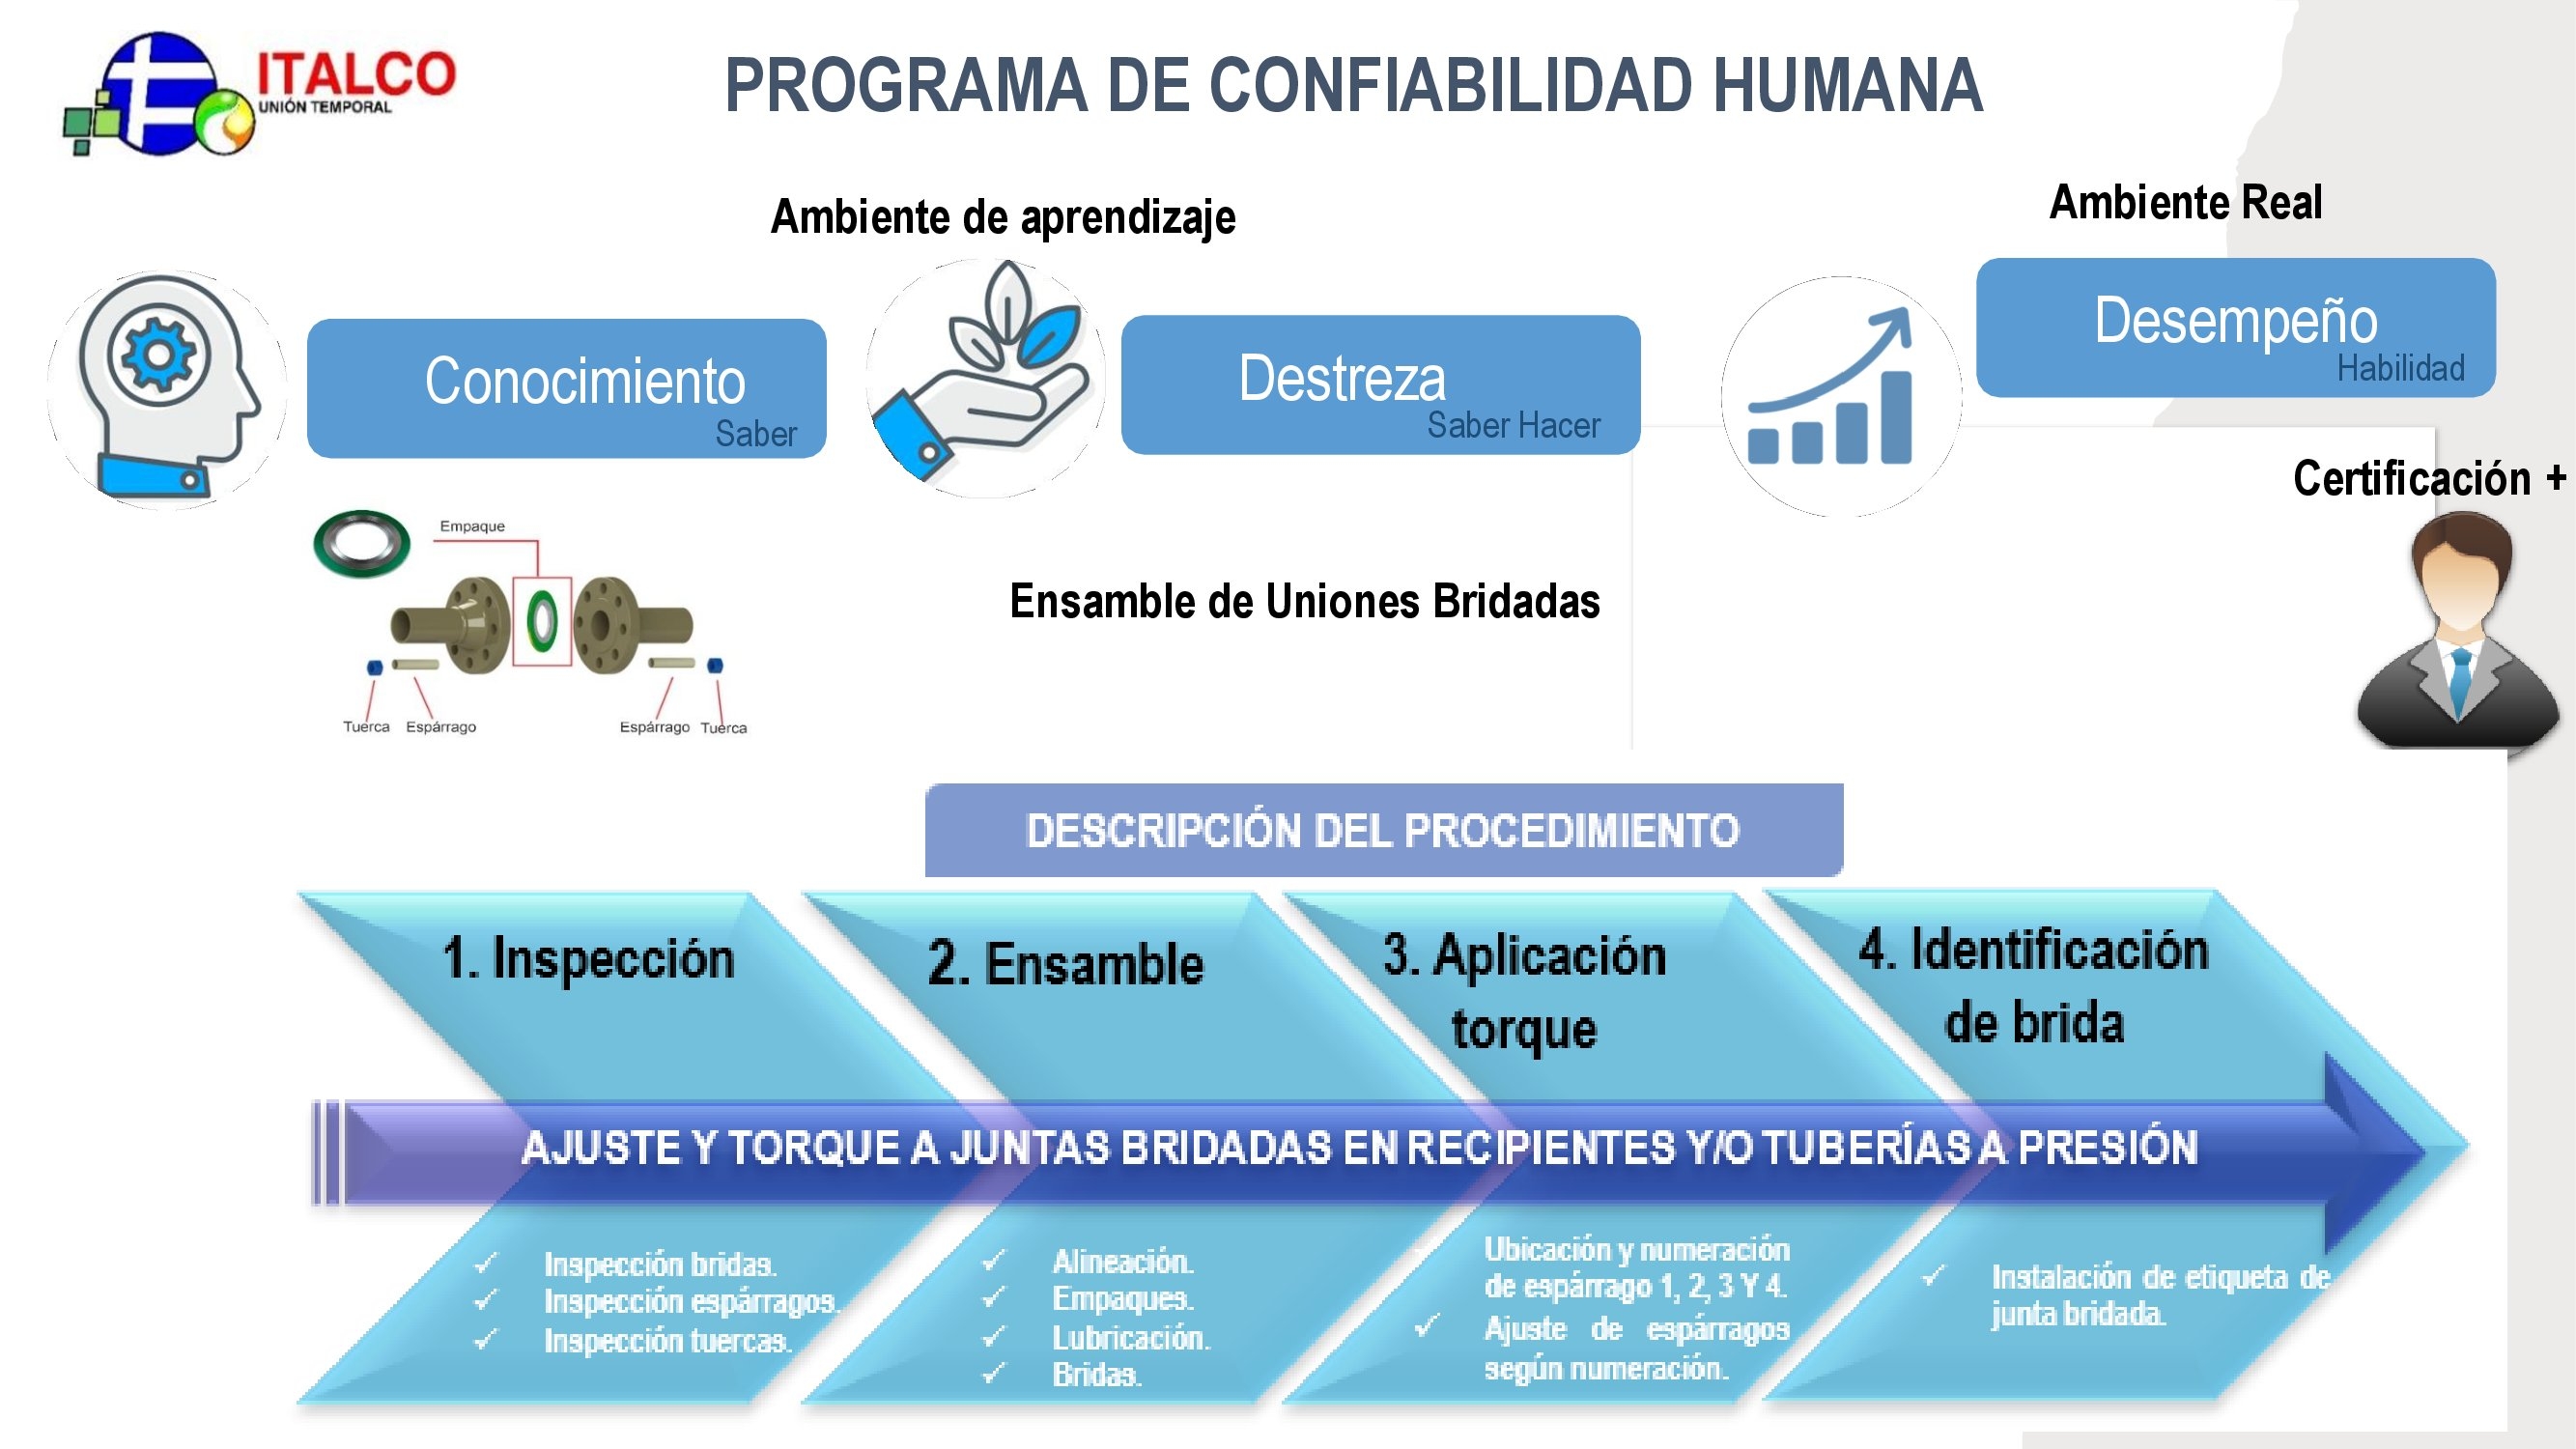 ITALCO
UNIÓN TEMPORAL
PROGRAMA DE CONFIABILIDAD HUMANA
Ambiente de aprendizaje
Ambiente Real
Conocimiento
Saber
Destreza
Saber Hacer
Desempeño
Habilidad
Certificación +
Empaque
Tuerca Espárrago
Espárrago Tuerca
Ensamble de Uniones Bridadas
DESCRIPCIÓN DEL PROCEDIMIENTO
1. Inspección
2. Ensamble
3. Aplicación
torque
4. Identificación
de brida
AJUSTE Y TORQUE A JUNTAS BRIDADAS EN RECIPIENTES Y/O TUBERÍAS A PRESIÓN
✓ Inspección bridas.
✓ Inspección espárragos.
✓ Inspección tuercas.
✓ Alineación.
✓ Empaques.
✓ Lubricación.
✓ Bridas.
✓ Ubicación y numeración
de espárrago 1, 2, 3 Y 4.
✓ Ajuste de espárragos
según numeración.
✓ Instalación de etiqueta de
junta bridada.